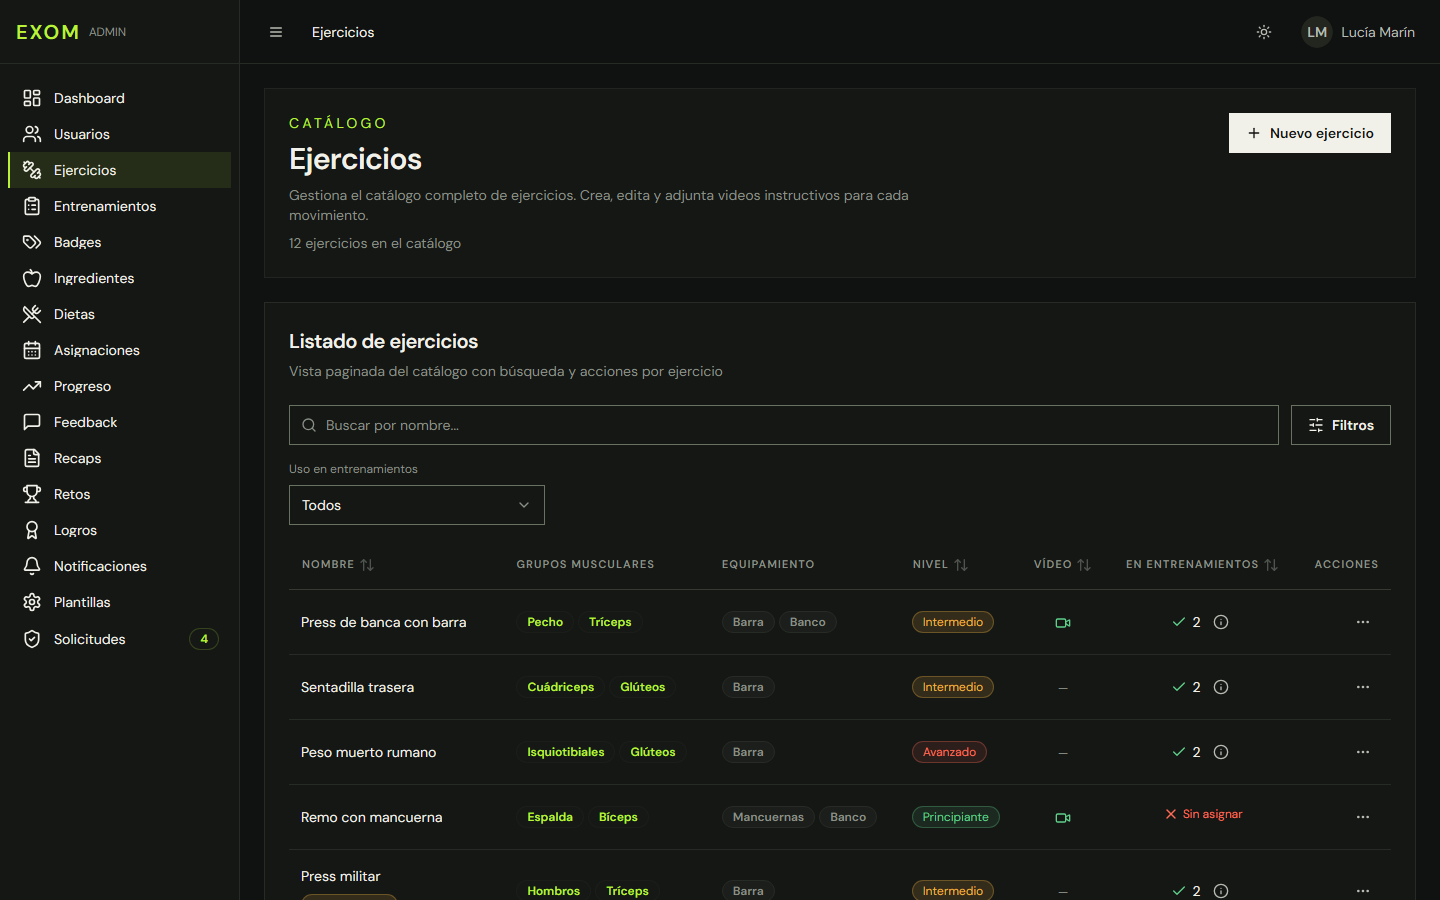 EXOM ADMIN
Ejercicios
LM Lucía Marín
Dashboard
Usuarios
Ejercicios
Entrenamientos
Badges
Ingredientes
Dietas
Asignaciones
Progreso
Feedback
Recaps
Retos
Logros
Notificaciones
Plantillas
Solicitudes 4
CATÁLOGO
Ejercicios
Gestiona el catálogo completo de ejercicios. Crea, edita y adjunta videos instructivos para cada
movimiento.
12 ejercicios en el catálogo
Nuevo ejercicio
Listado de ejercicios
Vista paginada del catálogo con búsqueda y acciones por ejercicio
Buscar por nombre...
Filtros
Uso en entrenamientos
Todos
NOMBRE GRUPOS MUSCULARES EQUIPAMIENTO NIVEL VÍDEO EN ENTRENAMIENTOS ACCIONES
Press de banca con barra Pecho Tríceps Barra Banco Intermedio 2
Sentadilla trasera Cuádriceps Glúteos Barra Intermedio – 2
Peso muerto rumano Isquiotibiales Glúteos Barra Avanzado – 2
Remo con mancuerna Espalda Bíceps Mancuernas Banco Principiante Sin asignar
Press militar Hombros Tríceps Barra Intermedio – 2